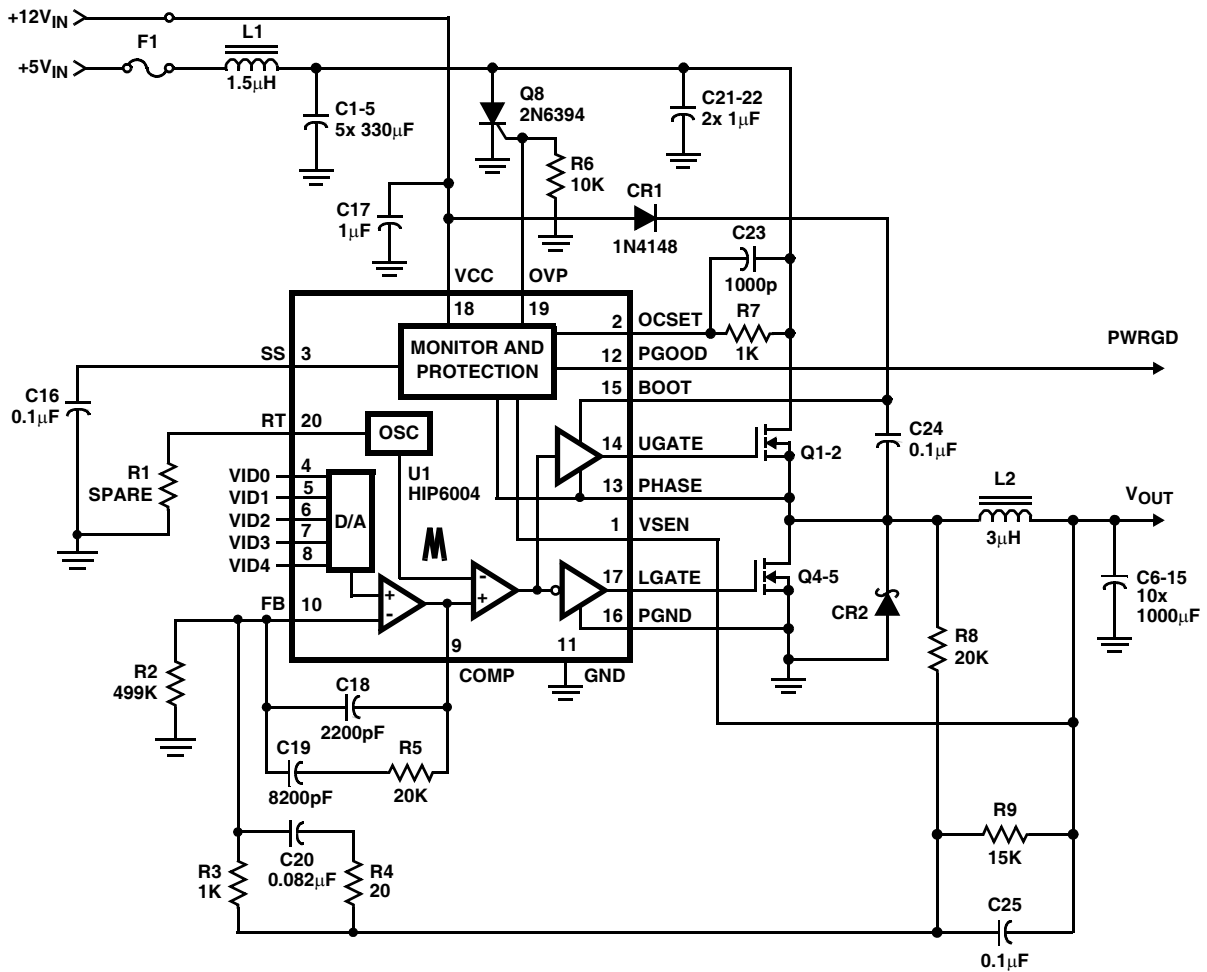 +12VIN
F1
L1
+5VIN
1.5µH
C1-5
5x 330µF
Q8
2N6394
C21-22
2x 1µF
R6
10K
C17
1µF
CR1
1N4148
C23
1000p
VCC
OVP
18
19
2
OCSET
R7
1K
PWRGD
MONITOR AND
PROTECTION
12
PGOOD
SS
3
15
BOOT
C16
0.1µF
RT
20
OSC
14
UGATE
Q1-2
C24
0.1µF
R1
SPARE
U1
HIP6004
13
PHASE
L2
3µH
VOUT
VID0
4
VID1
5
VID2
6
VID3
7
VID4
8
D/A
1
VSEN
+
-
-
+
17
LGATE
Q4-5
16
PGND
CR2
C6-15
10x
1000µF
FB
10
9
COMP
11
GND
R8
20K
R2
499K
C18
2200pF
C19
8200pF
R5
20K
R9
15K
R3
1K
C20
0.082µF
R4
20
C25
0.1µF